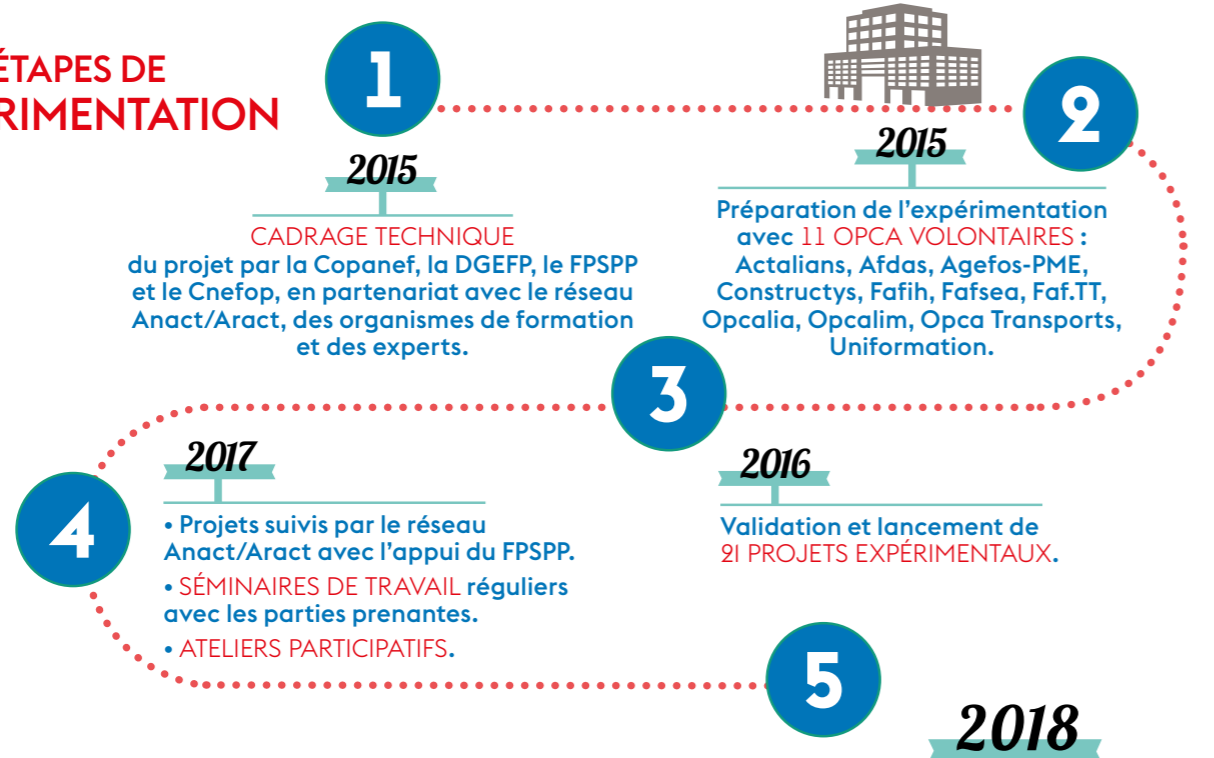 ÉTAPES DE
RIMENTATION
1
2015
CADRAGE TECHNIQUE
du projet par la Copanef, la DGEFP, le FPSPP
et le Cnefop, en partenariat avec le réseau
Anact/Aract, des organismes de formation
et des experts.
2
2015
Préparation de l’expérimentation
avec 11 OPCA VOLONTAIRES :
Actalians, Afdas, Agefos-PME,
Constructys, Fafih, Fafsea, Faf.TT,
Opcalia, Opcalim, Opca Transports,
Uniformation.
3
2016
Validation et lancement de
21 PROJETS EXPÉRIMENTAUX.
4
2017
• Projets suivis par le réseau
Anact/Aract avec l’appui du FPSPP.
• SÉMINAIRES DE TRAVAIL réguliers
avec les parties prenantes.
• ATELIERS PARTICIPATIFS.
5
2018